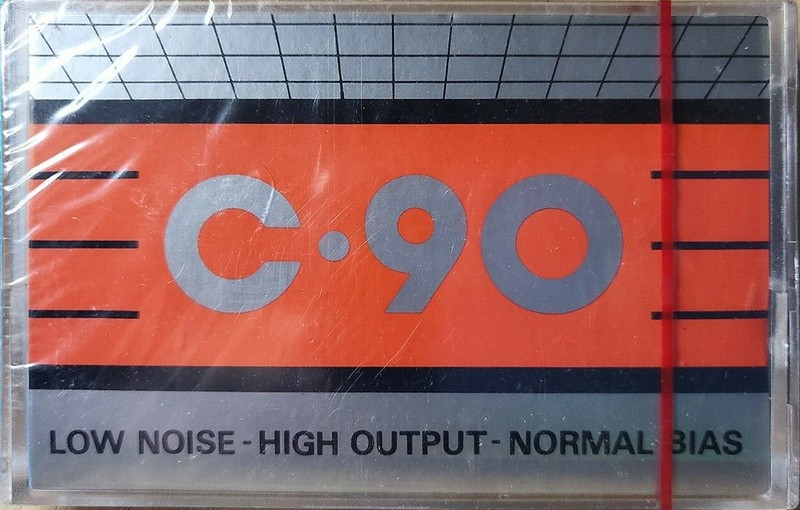 C·90
LOW NOISE - HIGH OUTPUT - NORMAL BIAS